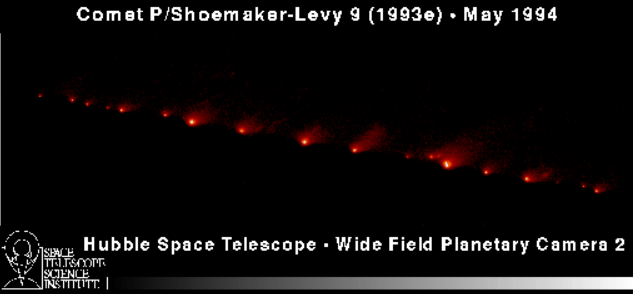 Comet P/Shoemaker-Levy 9 (1993e) • May 1994
Hubble Space Telescope • Wide Field Planetary Camera 2
SPACE
TELESCOPE
SCIENCE
INSTITUTE